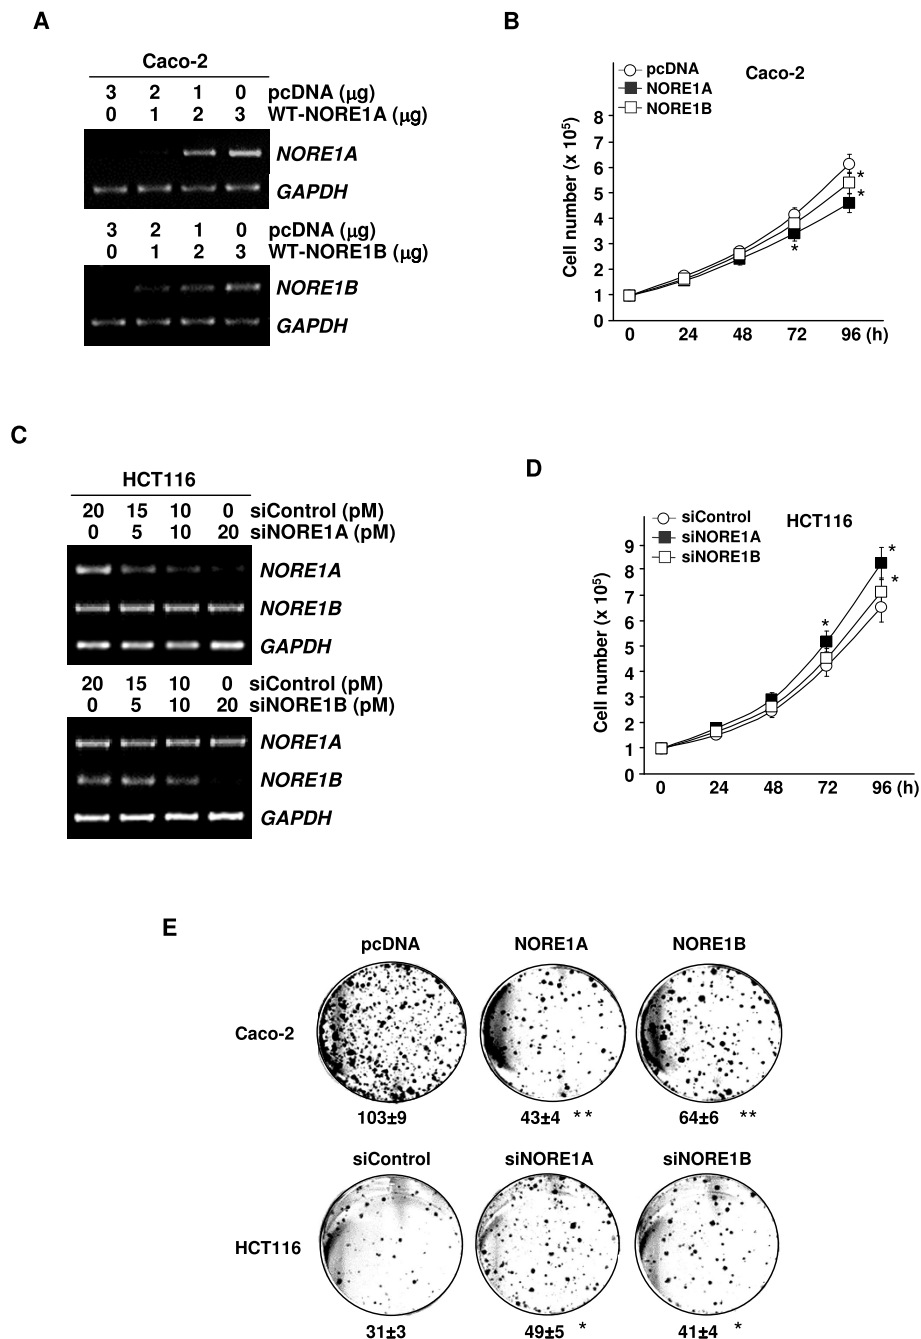 A
Caco-2
3 2 1 0 pcDNA (μg)
0 1 2 3 WT-NORE1A (μg)
NORE1A
GAPDH
3 2 1 0 pcDNA (μg)
0 1 2 3 WT-NORE1B (μg)
NORE1B
GAPDH
B
pcDNA
NORE1A
NORE1B
Caco-2
Cell number (x 10⁵)
8
7
6
5
4
3
2
1
0
*
*
*
0 24 48 72 96 (h)
C
HCT116
20 15 10 0 siControl (pM)
0 5 10 20 siNORE1A (pM)
NORE1A
NORE1B
GAPDH
20 15 10 0 siControl (pM)
0 5 10 20 siNORE1B (pM)
NORE1A
NORE1B
GAPDH
D
siControl
siNORE1A
siNORE1B
HCT116
Cell number (x 10⁵)
9
8
7
6
5
4
3
2
1
0
*
*
*
0 24 48 72 96 (h)
E
pcDNA NORE1A NORE1B
Caco-2
103±9 43±4 ** 64±6 **
siControl siNORE1A siNORE1B
HCT116
31±3 49±5 * 41±4 *